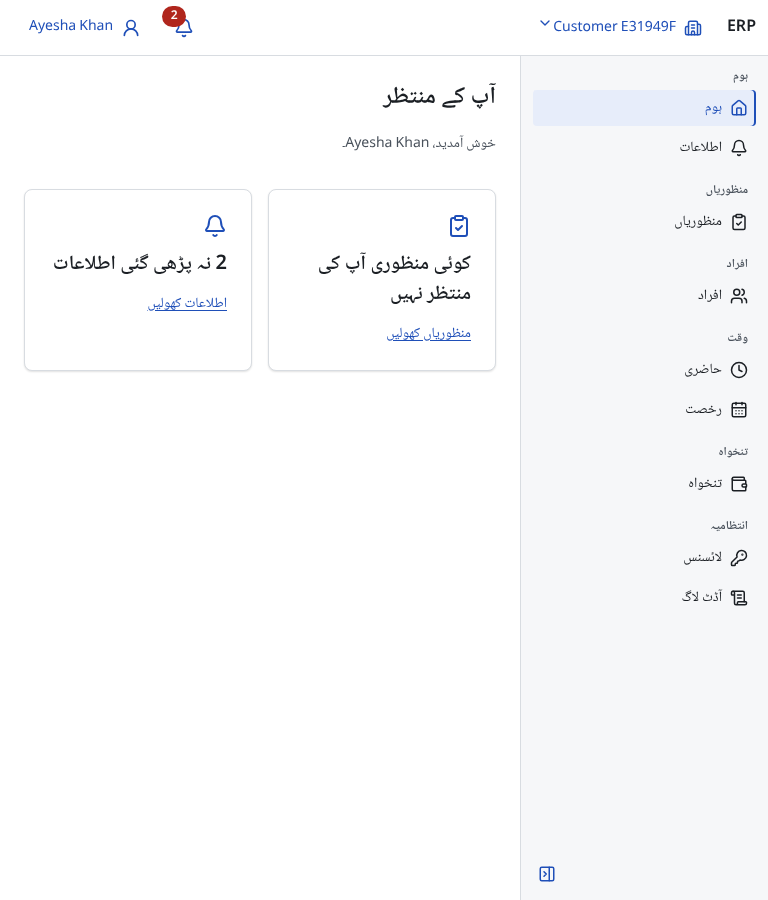 ERP
Customer E31949F
2
Ayesha Khan
ہوم
ہوم
اطلاعات
منظوریاں
منظوریاں
افراد
افراد
وقت
حاضری
رخصت
تنخواہ
تنخواہ
انتظامیہ
لائسنس
آڈٹ لاگ
آپ کے منتظر
خوش آمدید، Ayesha Khan۔
کوئی منظوری آپ کی
منتظر نہیں
منظوریاں کھولیں
2 نہ پڑھی گئی اطلاعات
اطلاعات کھولیں